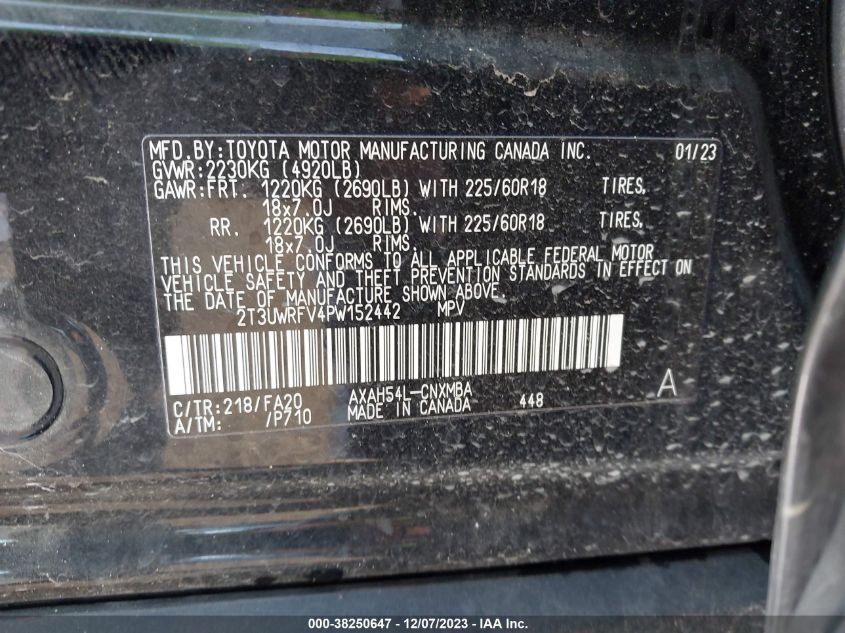 MFD.BY:TOYOTA MOTOR MANUFACTURING CANADA INC. 01/23
GVWR:2230KG (4920LB)
GAWR:FRT. 1220KG (2690LB) WITH 225/60R18 TIRES,
18x7.0J RIMS.
RR. 1220KG (2690LB) WITH 225/60R18 TIRES,
18x7.0J RIMS.
THIS VEHICLE CONFORMS TO ALL APPLICABLE FEDERAL MOTOR
VEHICLE SAFETY AND THEFT PREVENTION STANDARDS IN EFFECT ON
THE DATE OF MANUFACTURE SHOWN ABOVE.
2T3UWRFV4PW152442 MPV
C/TR:218/FA20 AXAH54L-CNXMBA A
A/TM: /P710 MADE IN CANADA 448
000-38250647 - 12/07/2023 - IAA Inc.